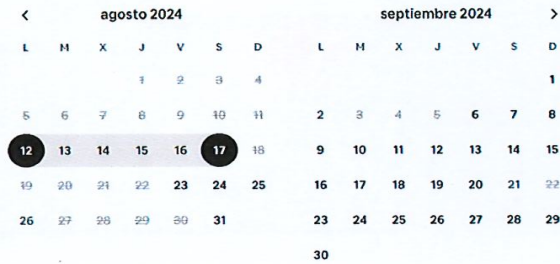 agosto 2024
L M X J V S D
1 2 3 4
5 6 7 8 9 10 11
12 13 14 15 16 17 18
19 20 21 22 23 24 25
26 27 28 29 30 31
septiembre 2024
L M X J V S D
1
2 3 4 5 6 7 8
9 10 11 12 13 14 15
16 17 18 19 20 21 22
23 24 25 26 27 28 29
30